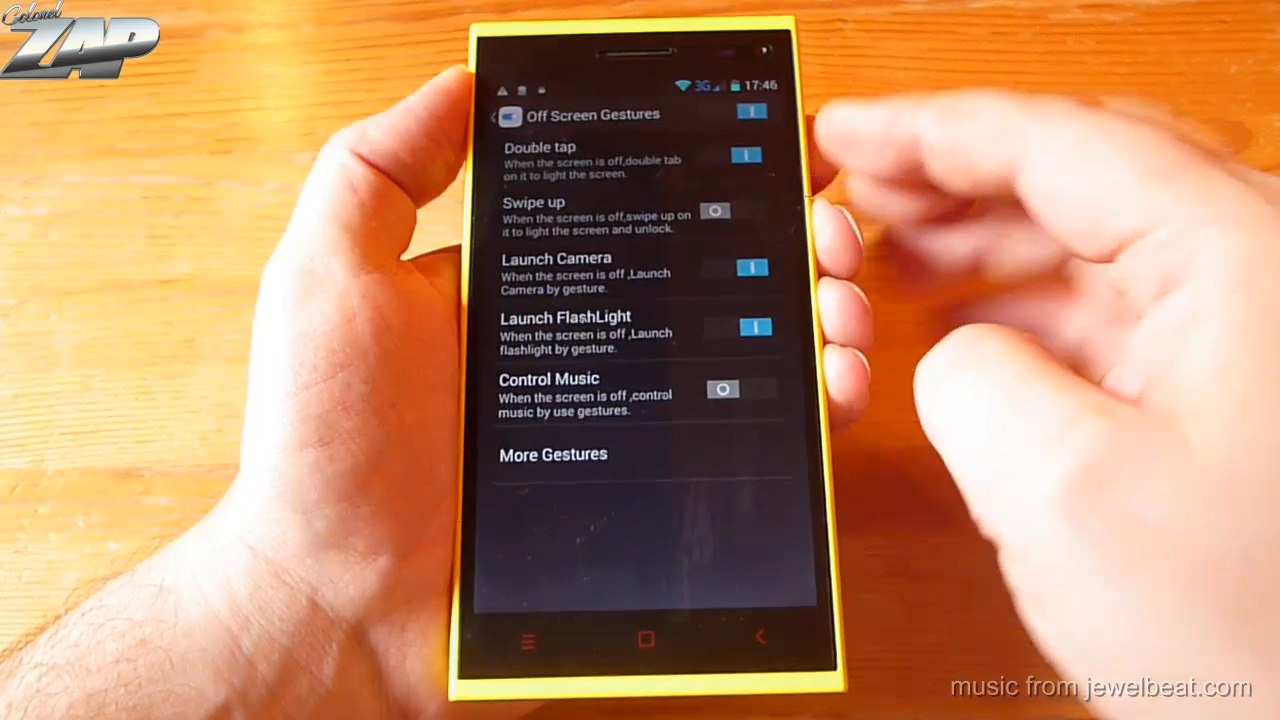 Colonel
ZAP
3G 17:46
Off Screen Gestures
Double tap
When the screen is off,double tab
on it to light the screen.
Swipe up
When the screen is off,swipe up on
it to light the screen and unlock.
Launch Camera
When the screen is off ,Launch
Camera by gesture.
Launch FlashLight
When the screen is off ,Launch
flashlight by gesture.
Control Music
When the screen is off ,control
music by use gestures.
More Gestures
music from jewelbeat.com